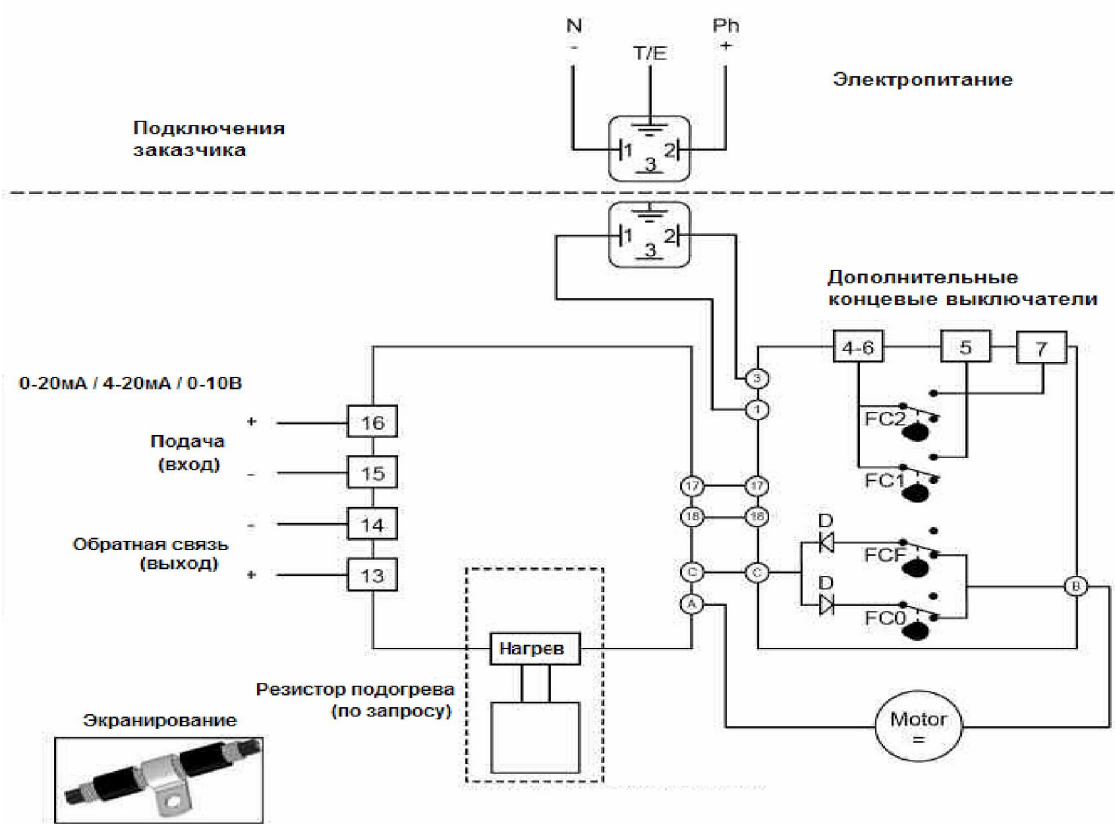 N
-
T/E
Ph
+
Электропитание
Подключения
заказчика
1
2
3
1
2
3
Дополнительные
концевые выключатели
4-6
5
7
0-20мА / 4-20мА / 0-10В
+
16
Подача
(вход)
-
15
-
14
Обратная связь
(выход)
+
13
3
1
FC2
FC1
17
17
18
18
D
FCF
C
C
D
FC0
B
A
Нагрев
Резистор подогрева
(по запросу)
Motor
=
Экранирование